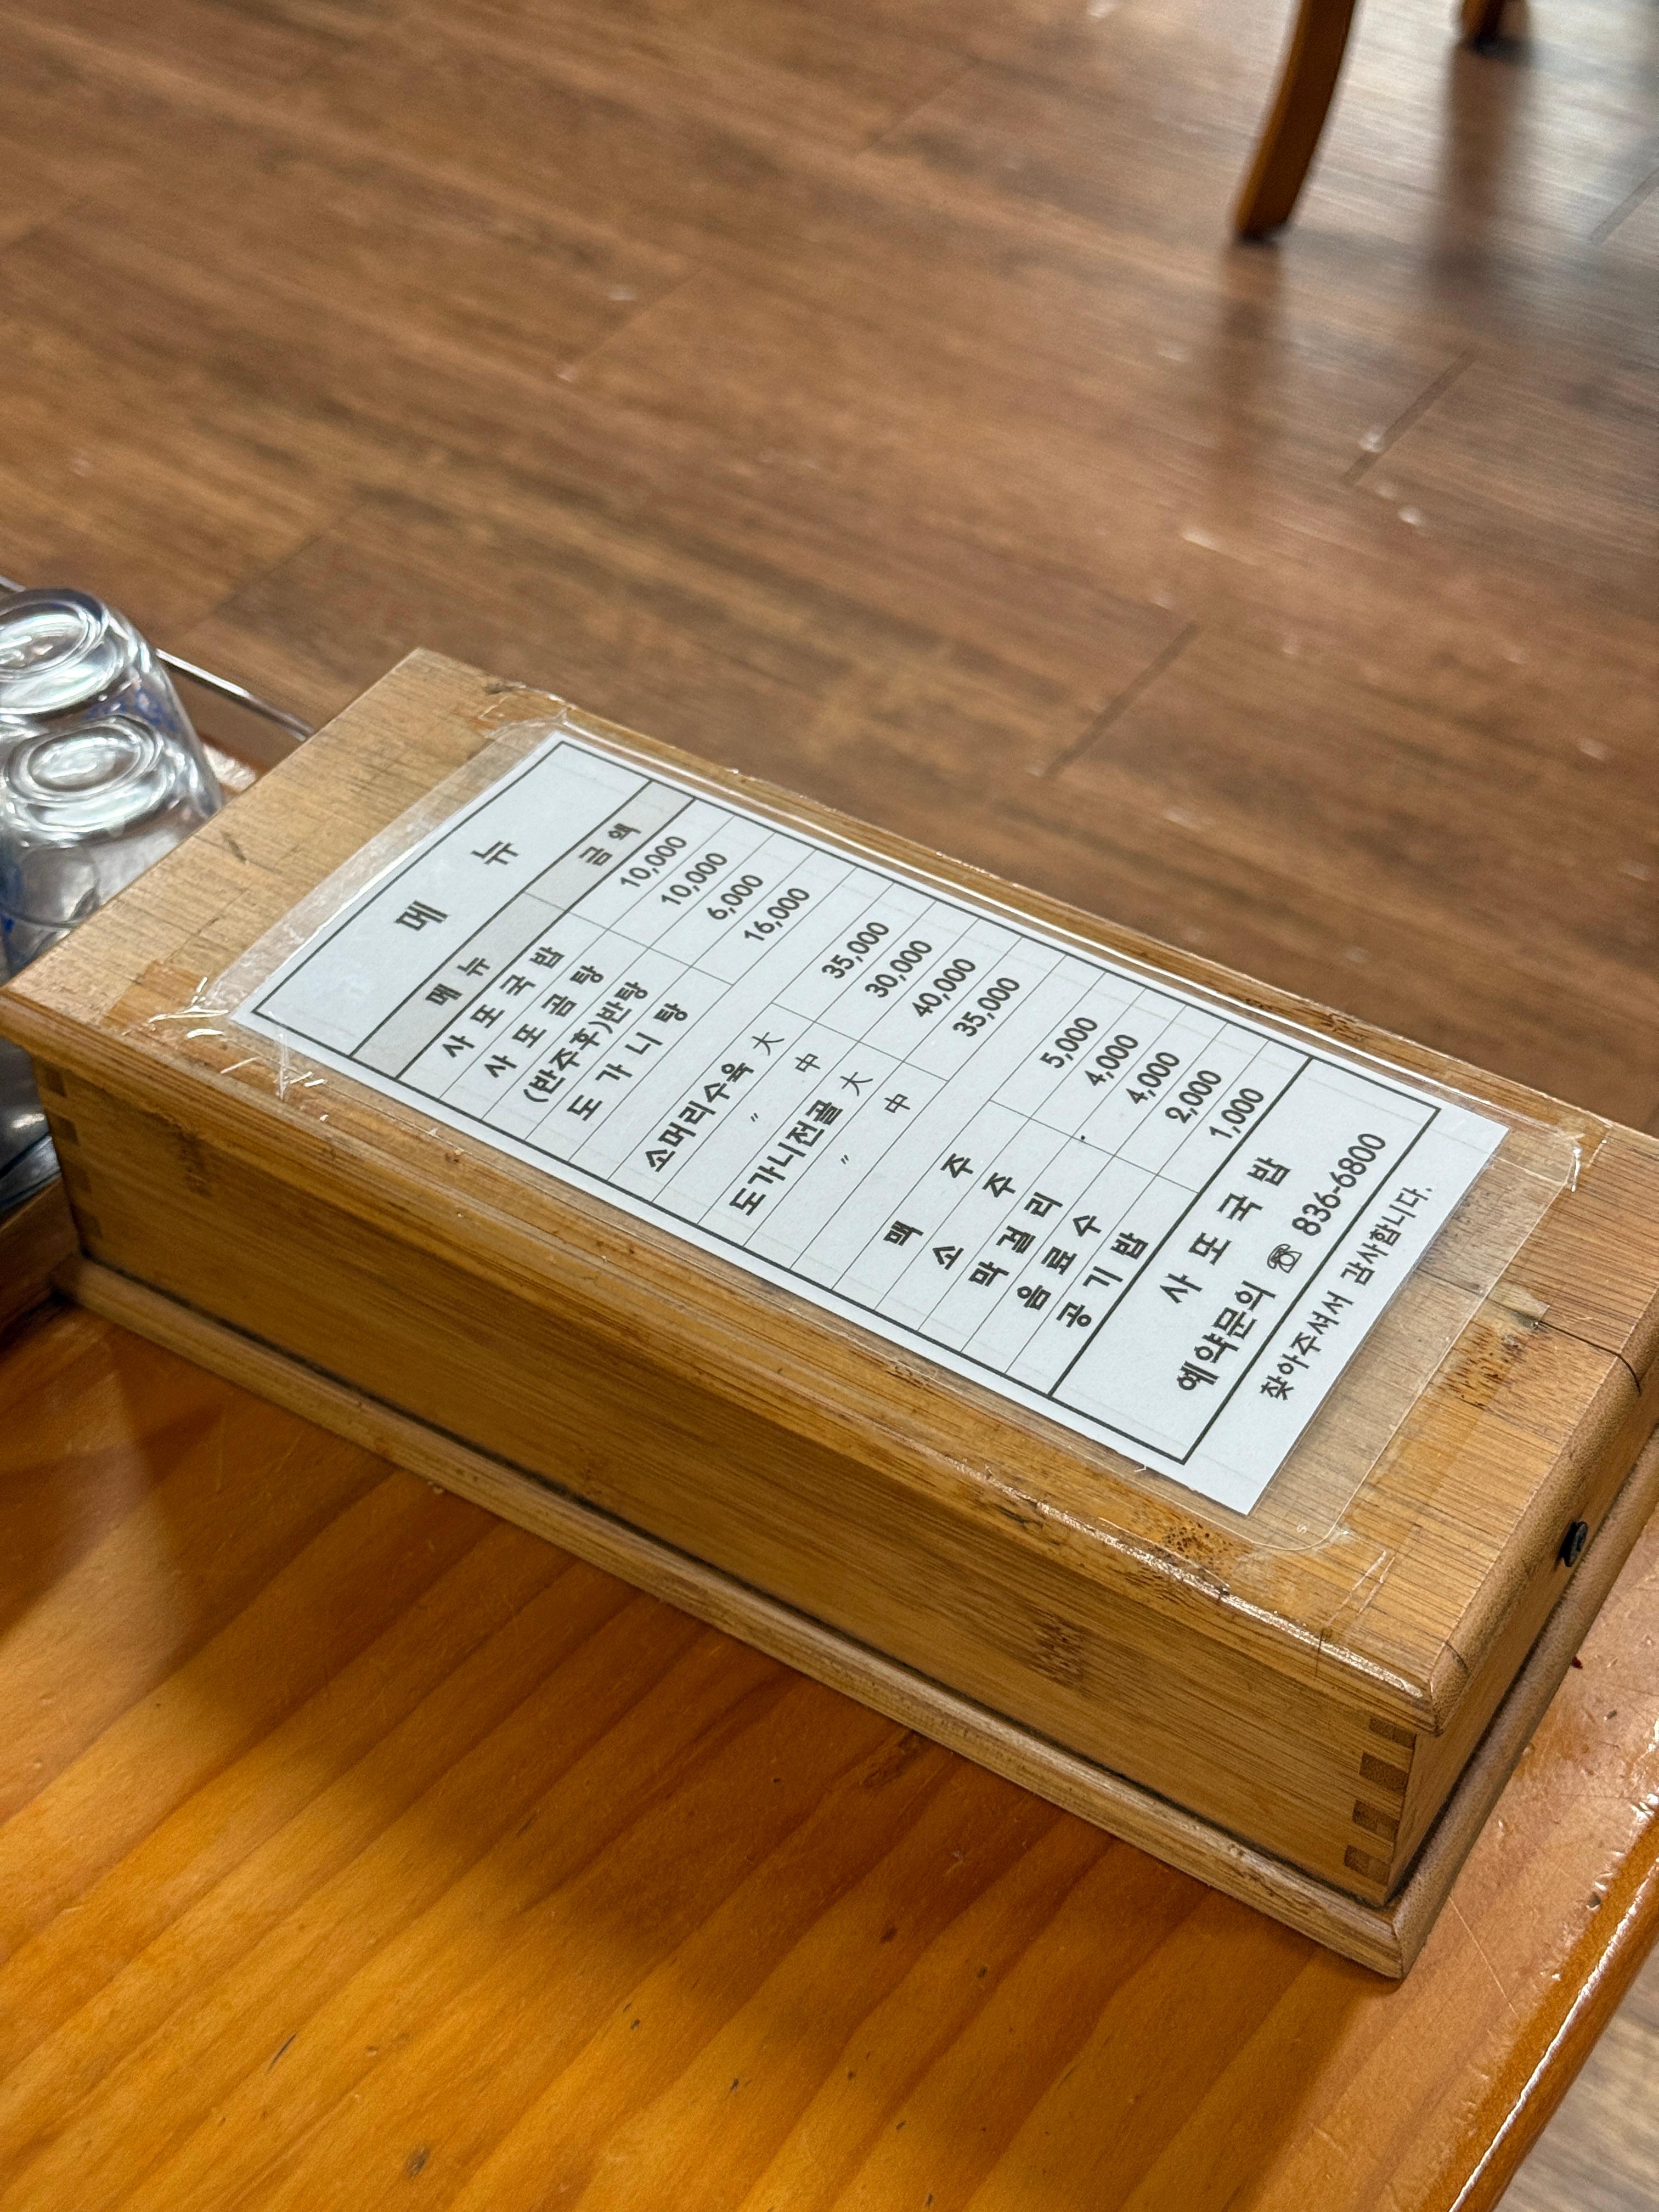 메 뉴
메 뉴 금 액
사 또 국 밥 10,000
사 또 곰 탕 10,000
(반주후)반탕 6,000
도 가 니 탕 16,000
소머리수육 大 35,000
〃 中 30,000
도가니전골 大 40,000
〃 中 35,000
맥 주 5,000
소 주 4,000
막 걸 리 4,000
음 료 수 2,000
공 기 밥 1,000
사 또 국 밥
예약문의 ☎ 836-6800
찾아주셔서 감사합니다.